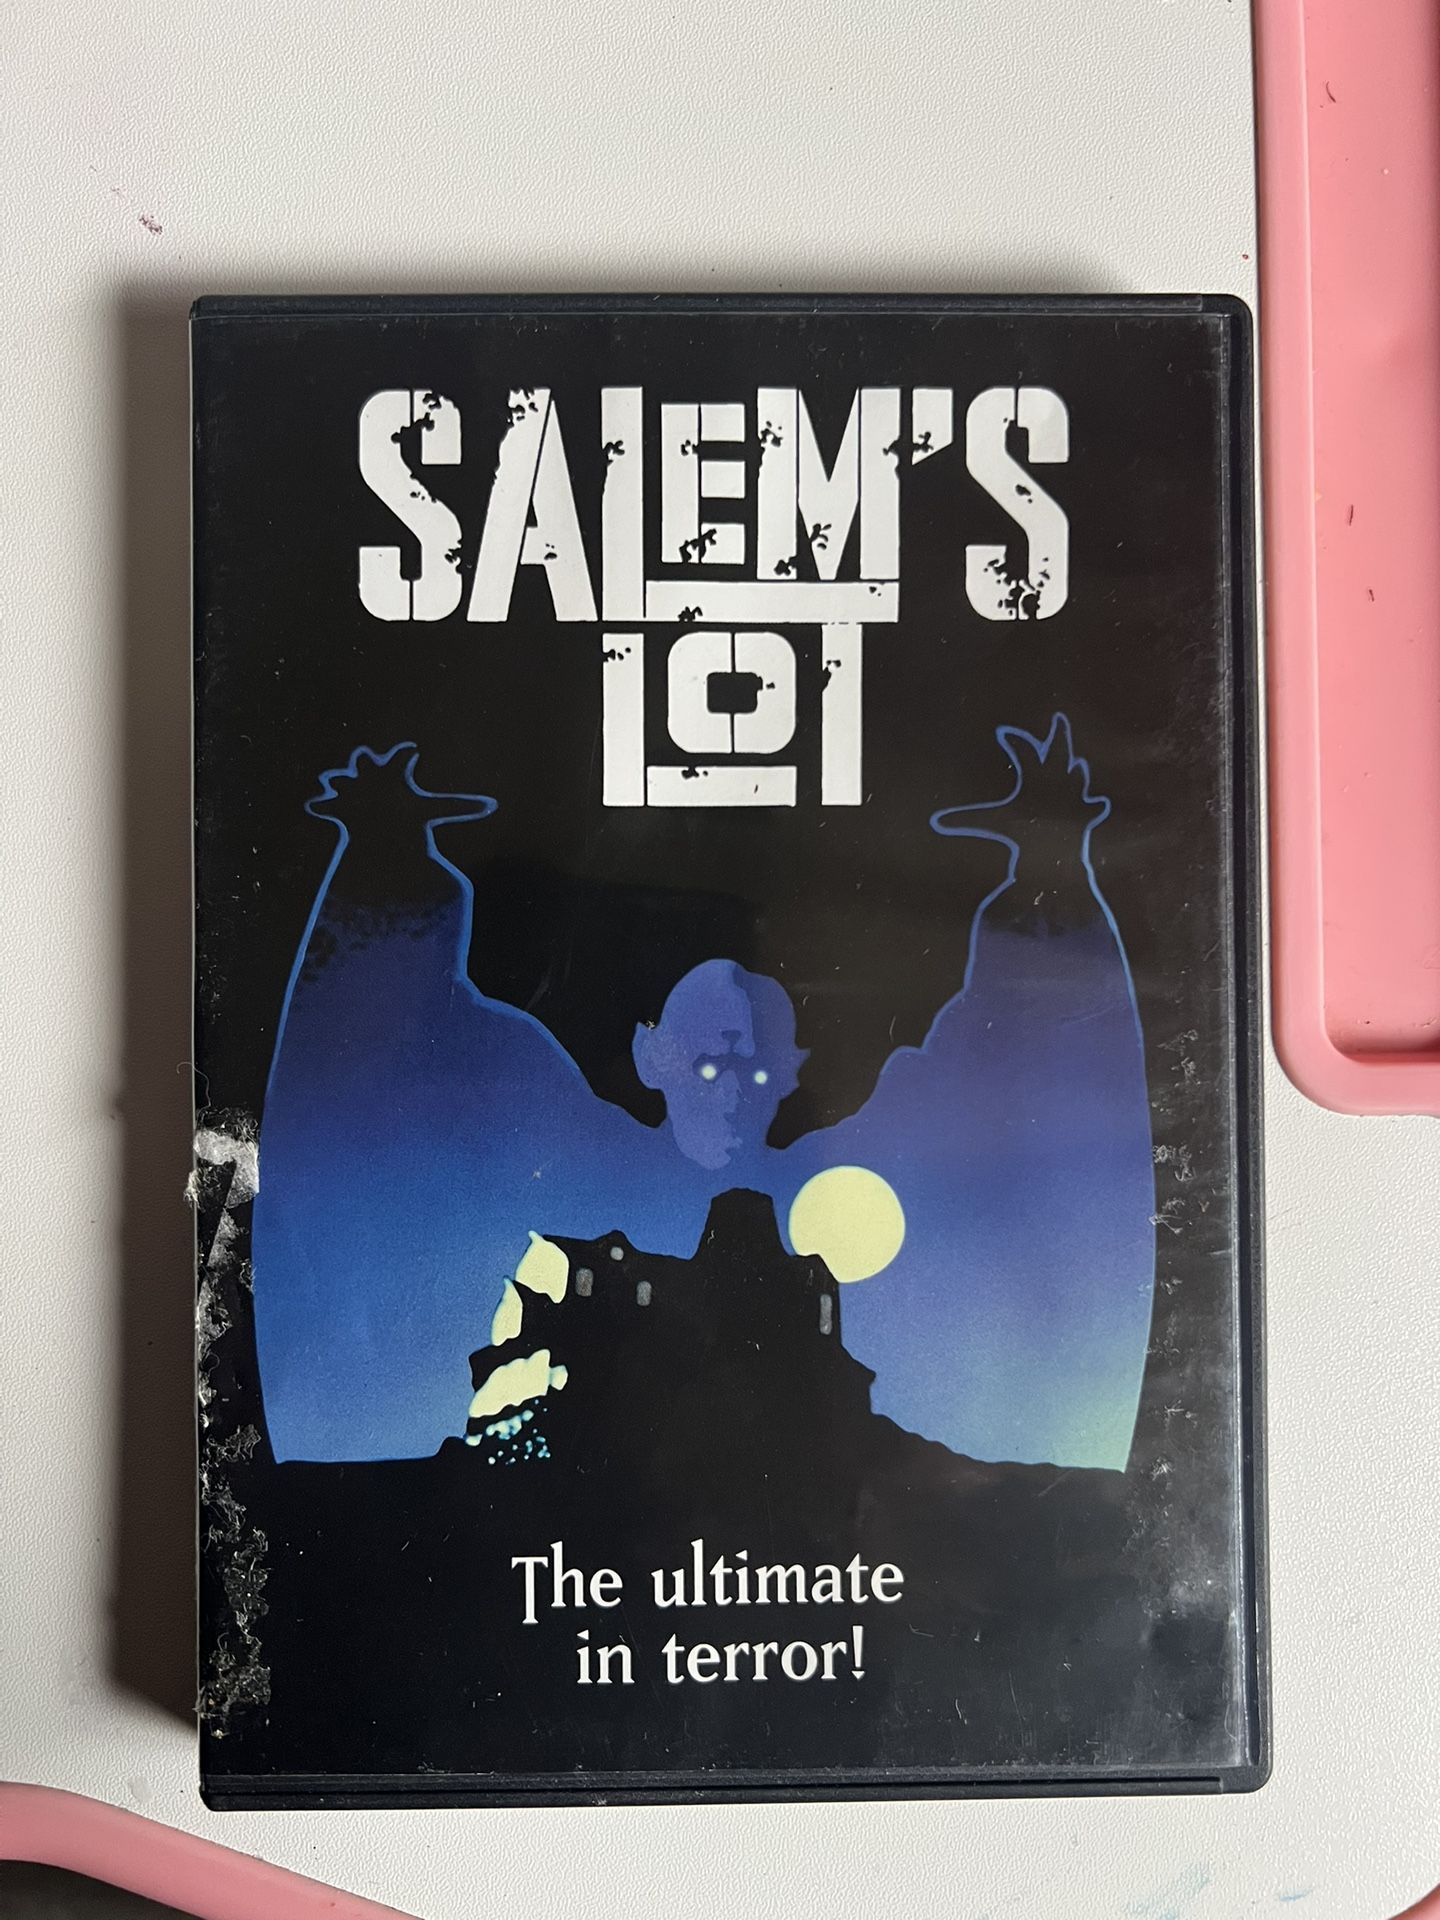 SALEM'S
LOT
The ultimate
in terror!